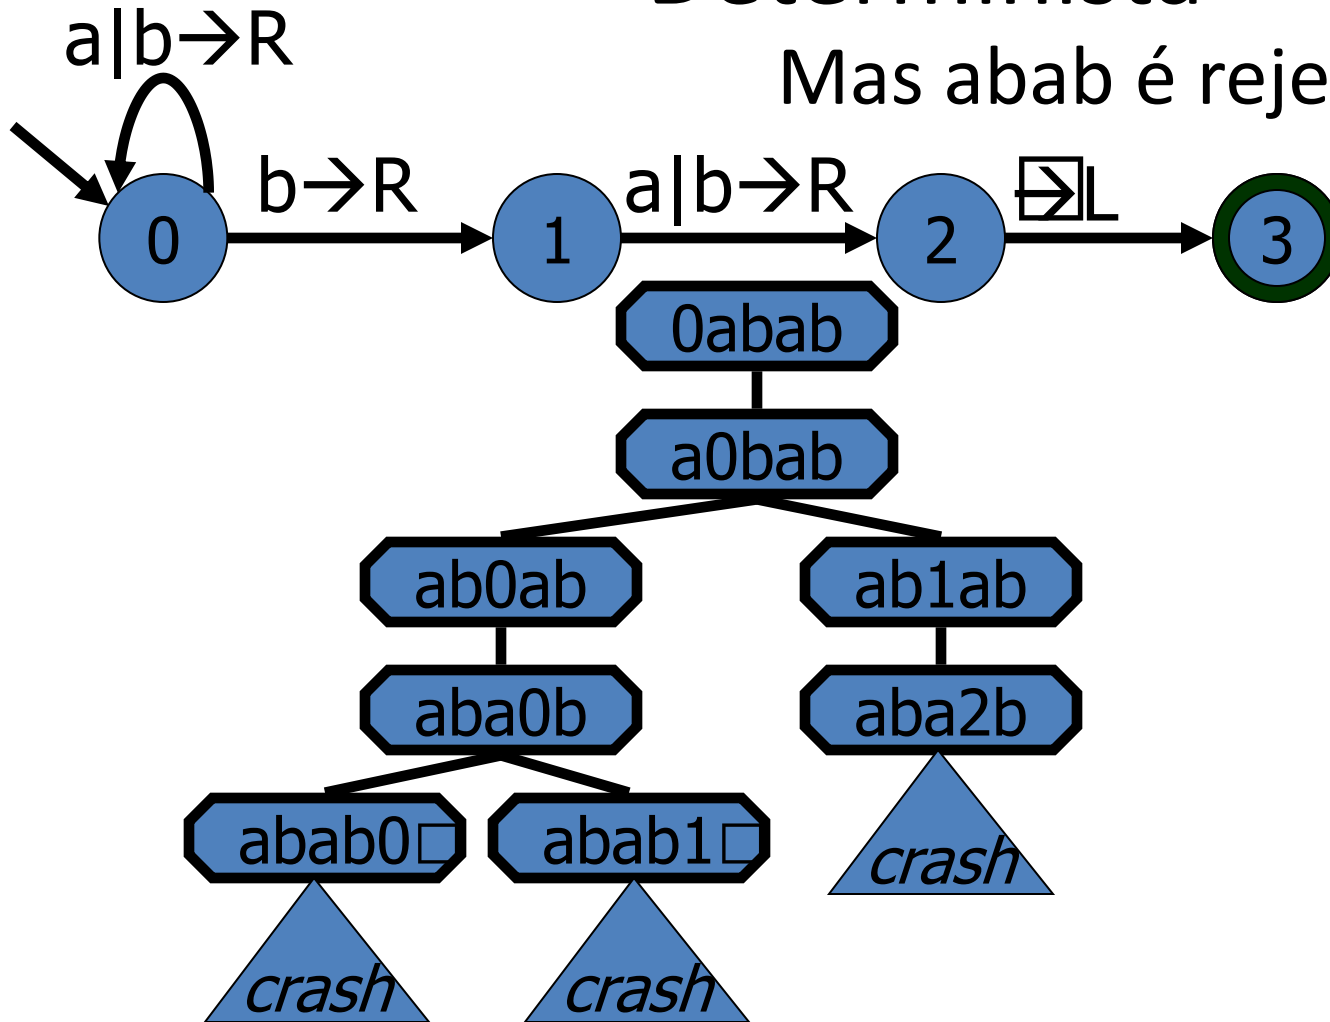 Mas abab é reje
a|b→R
b→R
a|b→R
□→L
0
1
2
3
0abab
a0bab
ab0ab
ab1ab
aba0b
aba2b
abab0□
abab1□
crash
crash
crash